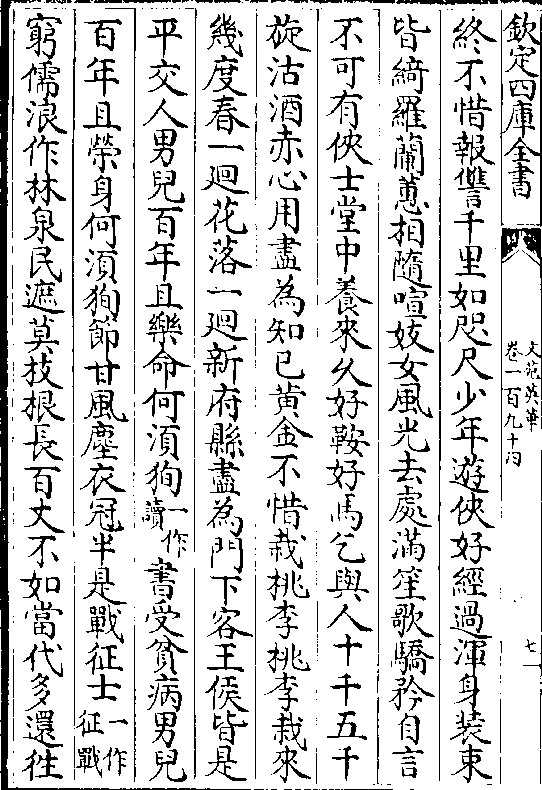 欽定四庫全書
文苑英華
卷一百九十四
七
終不惜報讐千里如咫尺少年遊俠好經過渾身装束
皆綺羅蘭蕙相隨喧妓女風光去處滿笙歌驕矜自言
不可有俠士堂中養來久好鞍好馬乞與人十千五千
旋沽酒赤心用盡為知已黄金不惜栽桃李桃李栽來
幾度春一迴花落一迴新府縣盡為門下客王侯皆是
平交人男兒百年且樂命何湏狥一作讀書受貧病男兒
百年且榮身何湏狥節甘風塵衣冠半是戰征士一作征戰
窮儒浪作林泉民遮莫枝根長百丈不如當代多還徃